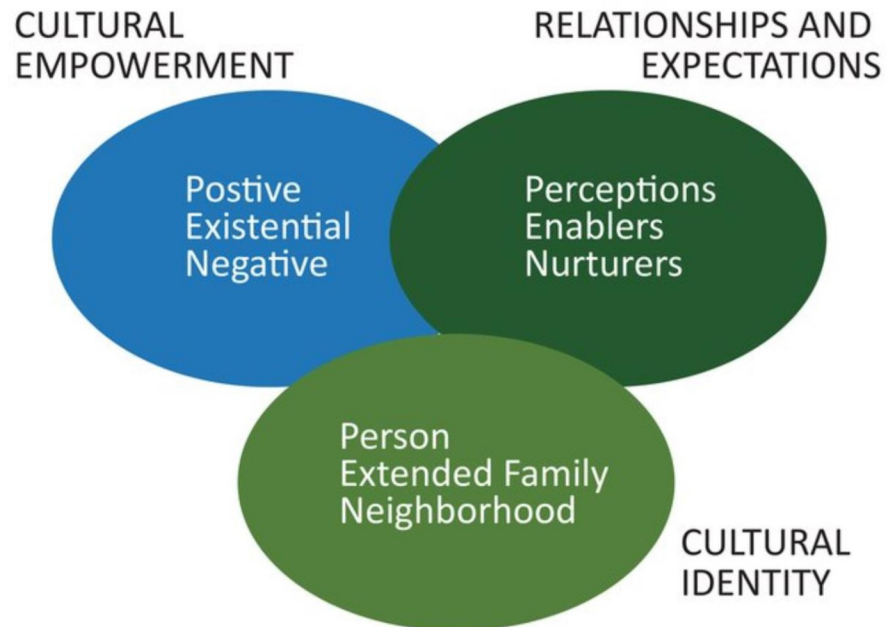 CULTURAL
EMPOWERMENT
RELATIONSHIPS AND
EXPECTATIONS
Postive
Existential
Negative
Perceptions
Enablers
Nurturers
Person
Extended Family
Neighborhood
CULTURAL
IDENTITY